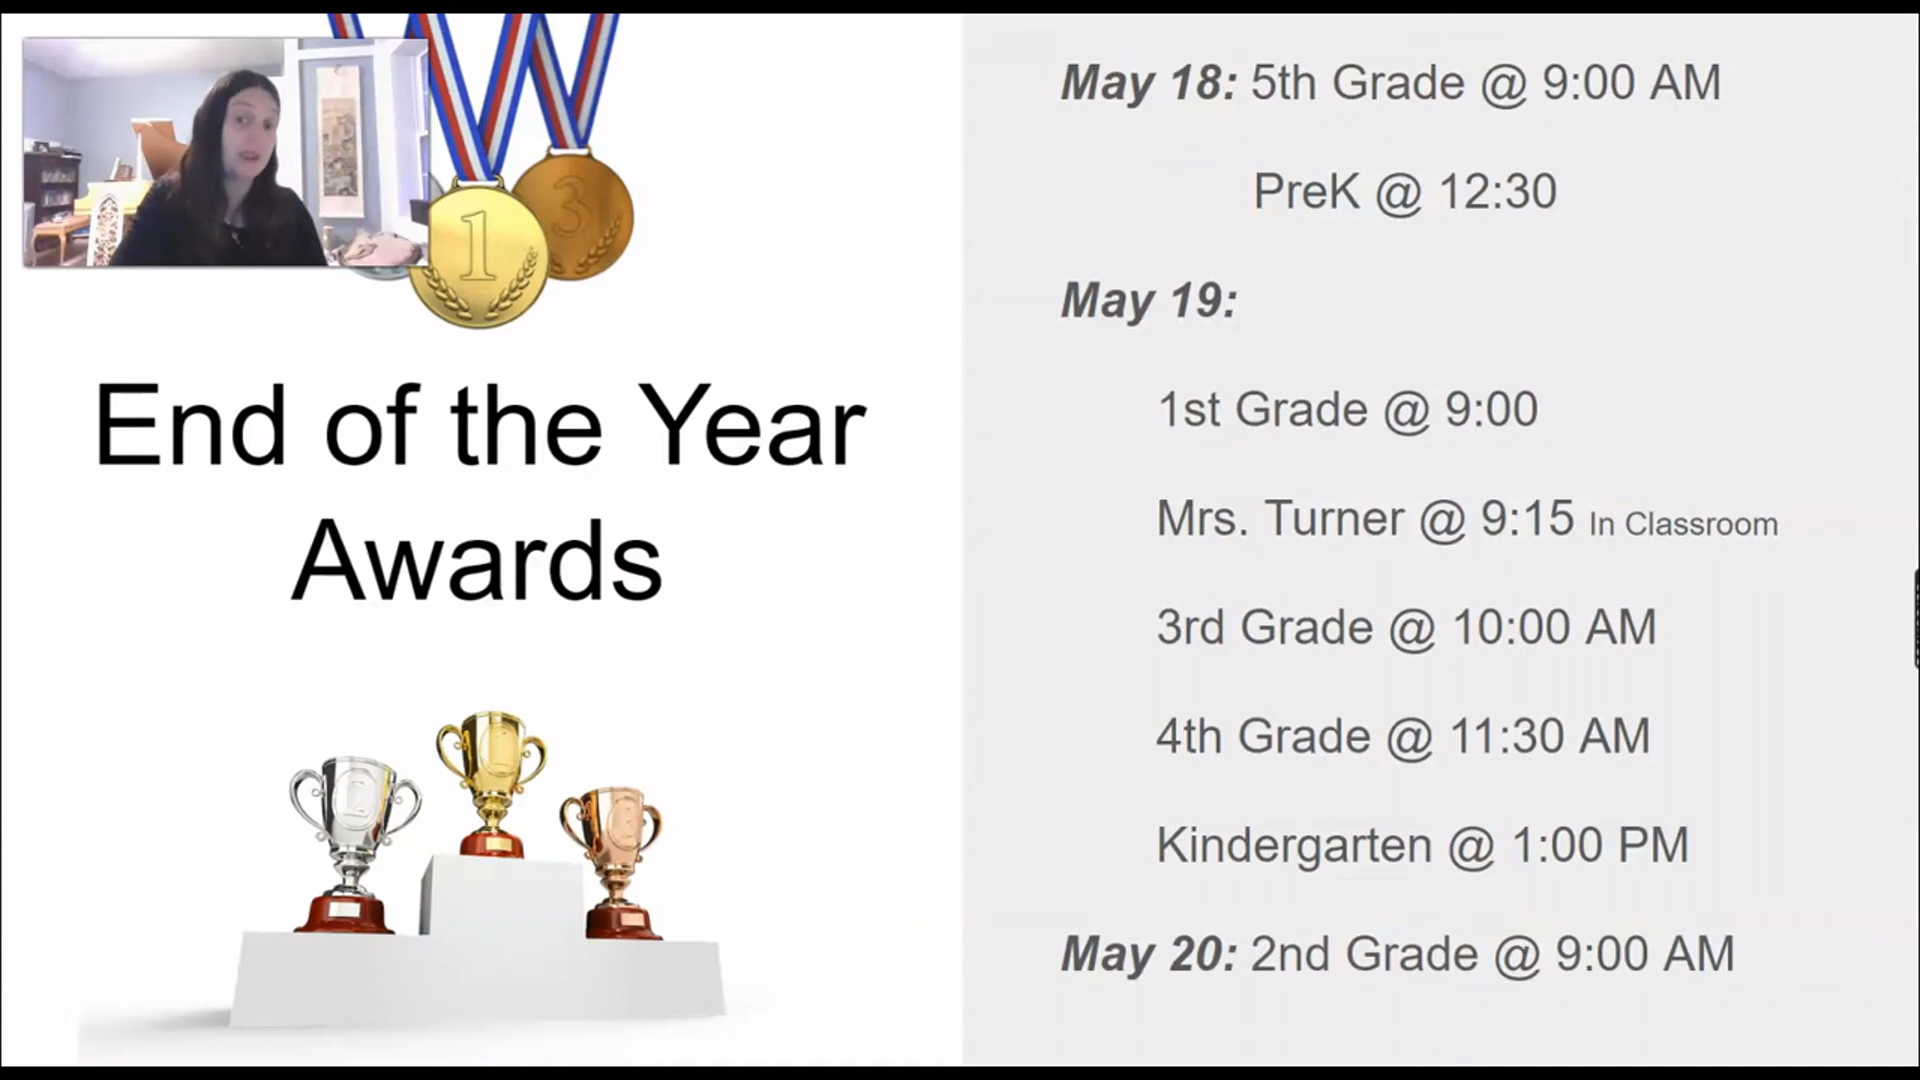 End of the Year
Awards
May 18: 5th Grade @ 9:00 AM
PreK @ 12:30
May 19:
1st Grade @ 9:00
Mrs. Turner @ 9:15 In Classroom
3rd Grade @ 10:00 AM
4th Grade @ 11:30 AM
Kindergarten @ 1:00 PM
May 20: 2nd Grade @ 9:00 AM
1
3